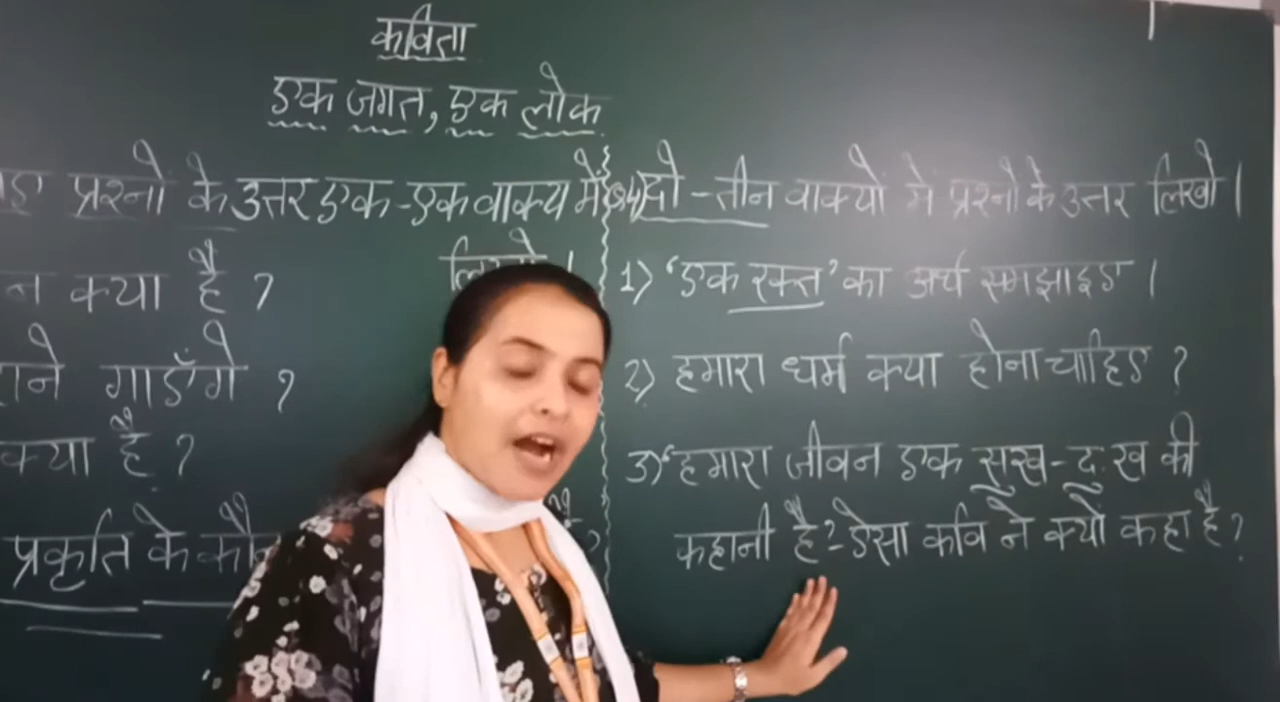 कविता
एक जगत, एक लोक
प्रश्नों के उत्तर एक-एक वाक्य में
लिखो।
न क्या है ?
गाएँगे ?
क्या है ?
प्रकृति के
दो-तीन वाक्यों में प्रश्नों के उत्तर लिखो।
1) 'एक रक्त' का अर्थ समझाइए।
2) हमारा धर्म क्या होना चाहिए ?
3) 'हमारा जीवन एक सुख-दुःख की
कहानी है'- ऐसा कवि ने क्यों कहा है ?